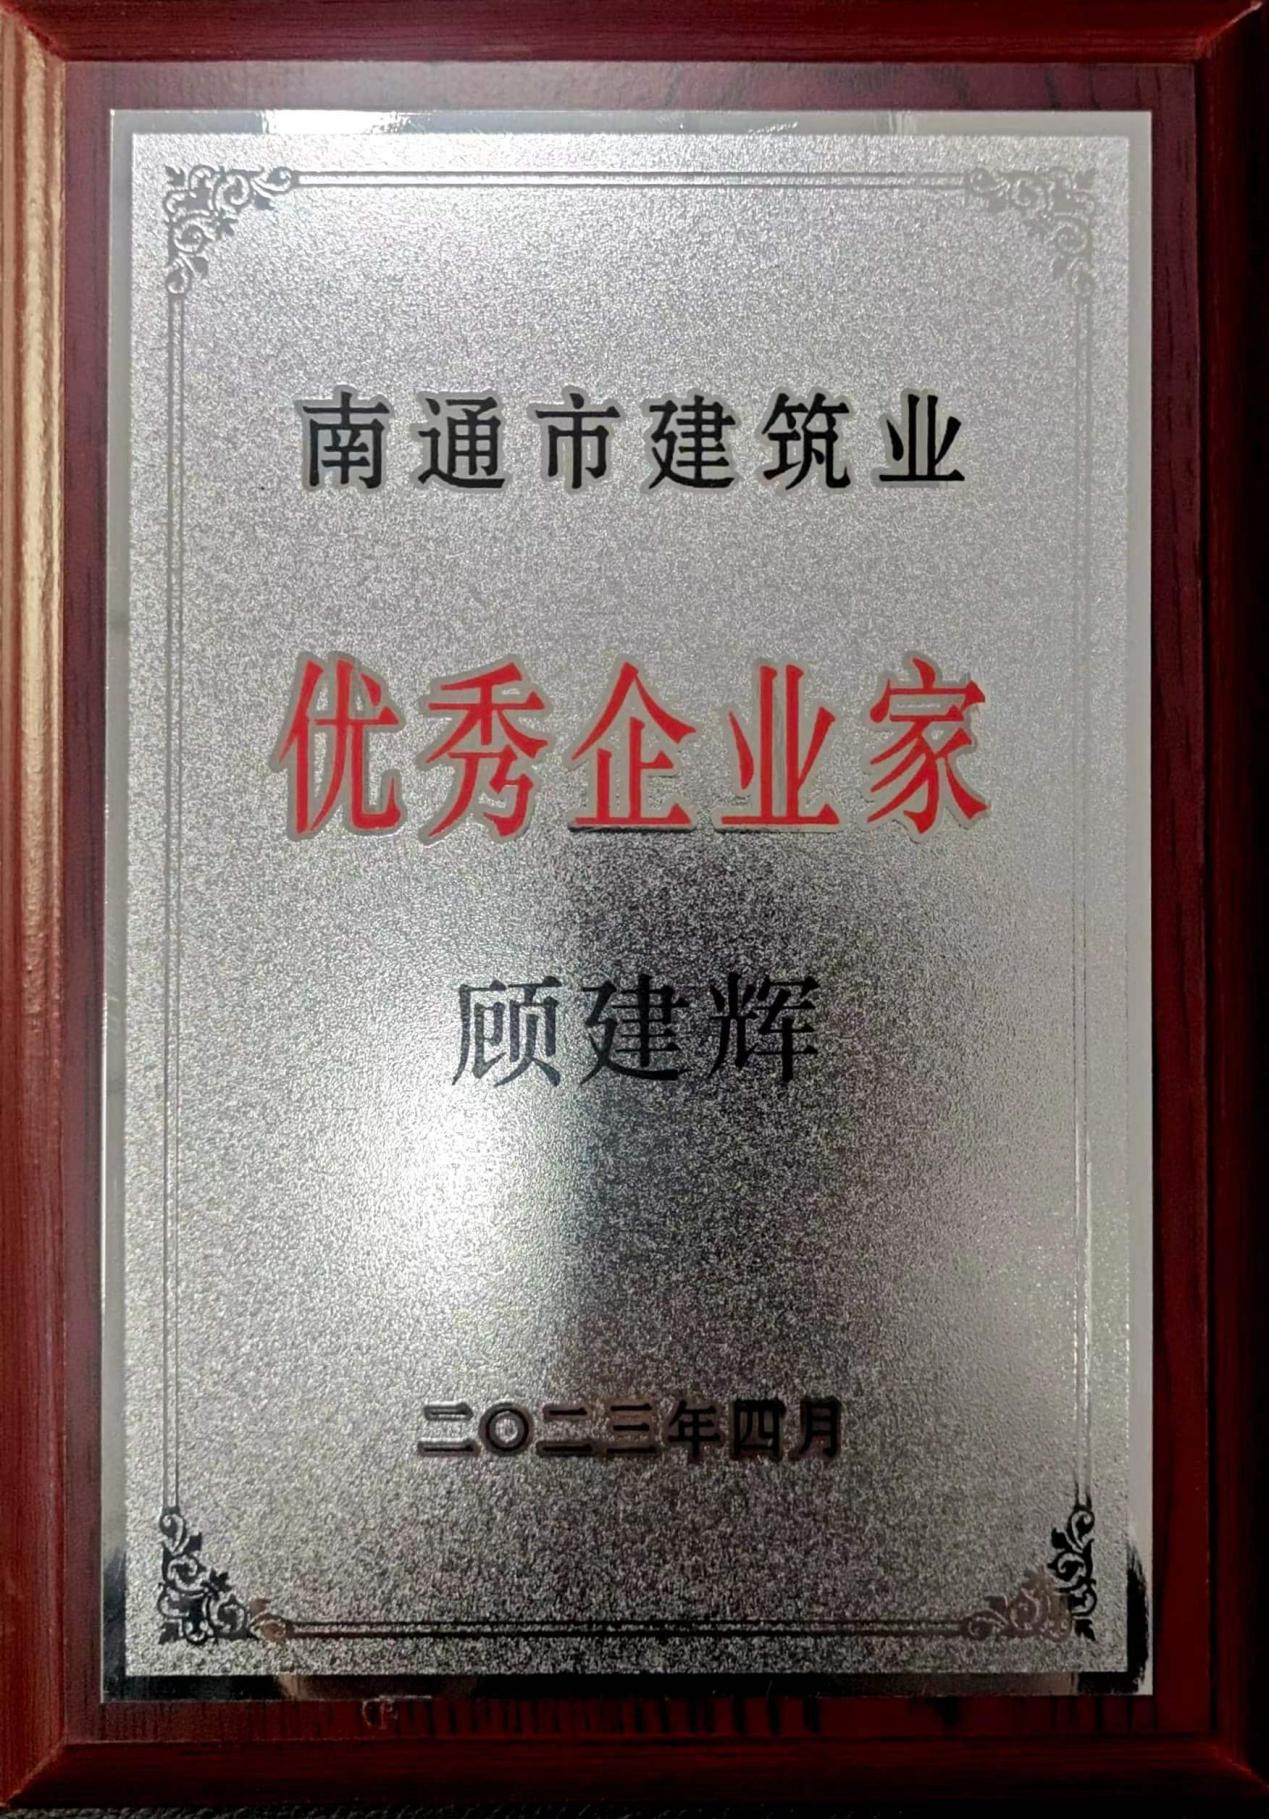 南通市建筑业
优秀企业家
顾建辉
二〇二三年四月